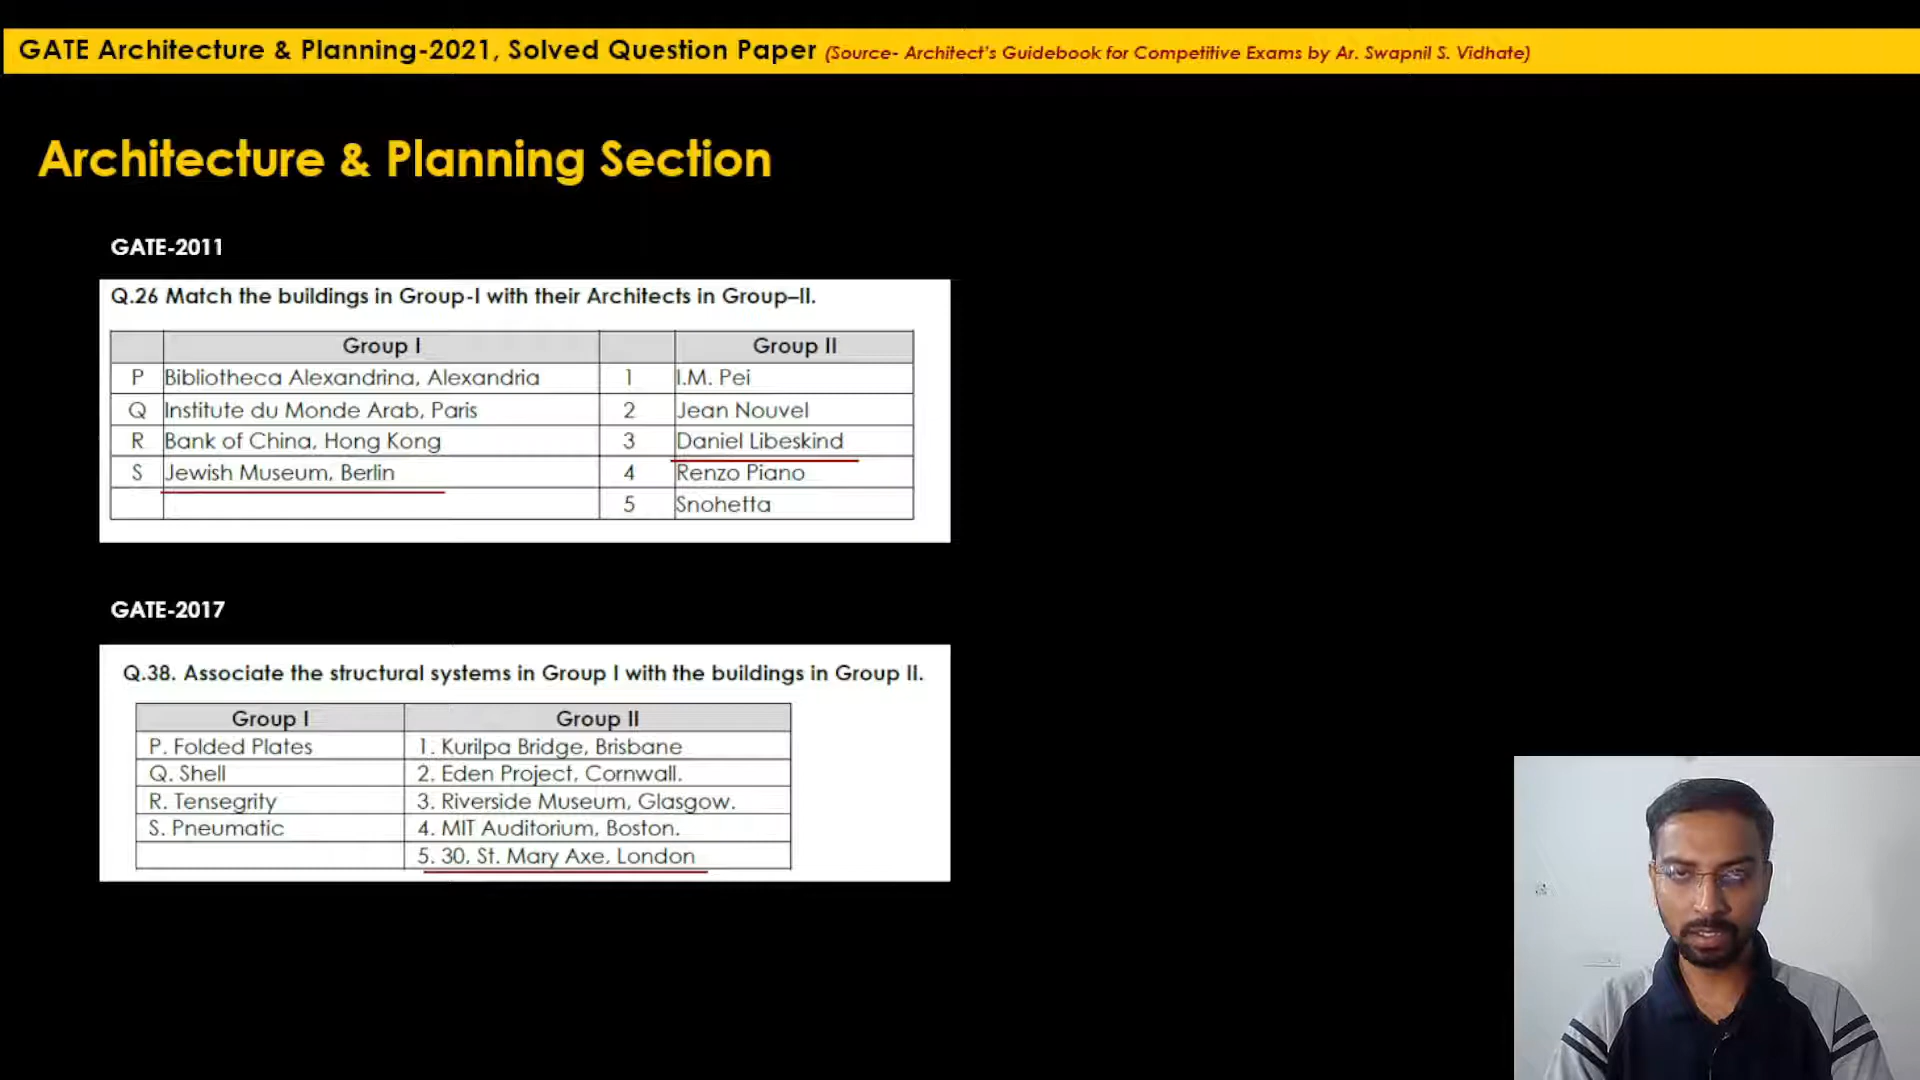 GATE Architecture & Planning-2021, Solved Question Paper (Source- Architect's Guidebook for Competitive Exams by Ar. Swapnil S. Vidhate)
Architecture & Planning Section
GATE-2011
Q.26 Match the buildings in Group-I with their Architects in Group–II.
Group I Group II
P Bibliotheca Alexandrina, Alexandria 1 I.M. Pei
Q Institute du Monde Arab, Paris 2 Jean Nouvel
R Bank of China, Hong Kong 3 Daniel Libeskind
S Jewish Museum, Berlin 4 Renzo Piano
5 Snohetta
GATE-2017
Q.38. Associate the structural systems in Group I with the buildings in Group II.
Group I Group II
P. Folded Plates 1. Kurilpa Bridge, Brisbane
Q. Shell 2. Eden Project, Cornwall.
R. Tensegrity 3. Riverside Museum, Glasgow.
S. Pneumatic 4. MIT Auditorium, Boston.
5. 30, St. Mary Axe, London